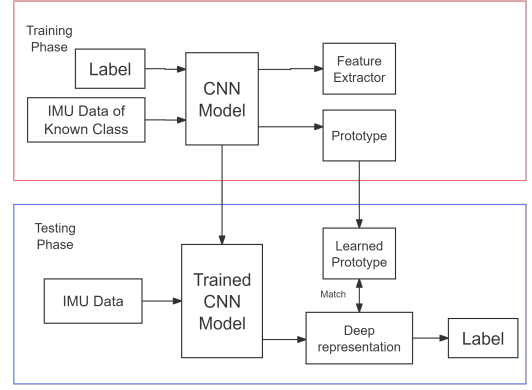 Training
Phase
Label
IMU Data of
Known Class
CNN
Model
Feature
Extractor
Prototype
Testing
Phase
IMU Data
Trained
CNN
Model
Learned
Prototype
Match
Deep
representation
Label